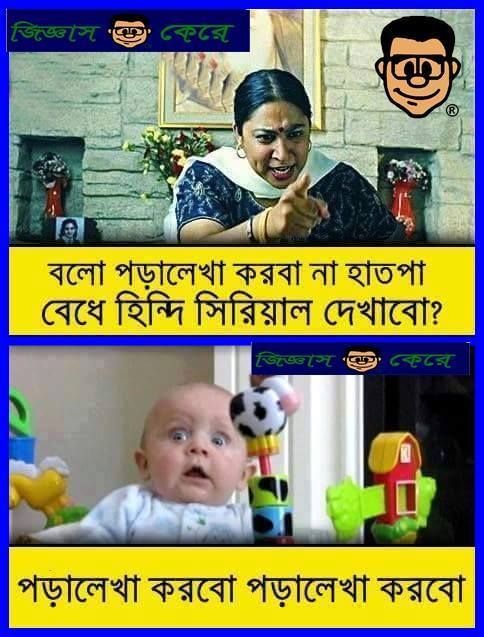 জিজ্ঞাস কেরে
®
বলো পড়ালেখা করবা না হাতপা
বেধে হিন্দি সিরিয়াল দেখাবো?
জিজ্ঞাস কেরে
পড়ালেখা করবো পড়ালেখা করবো